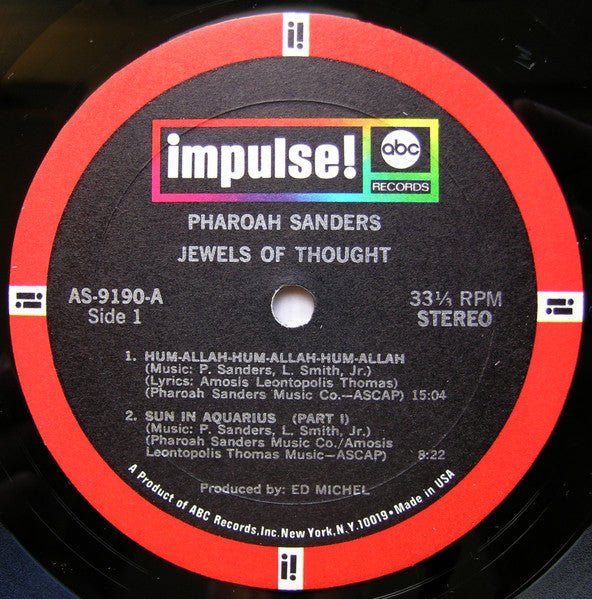 i!
impulse!
abc
RECORDS
PHAROAH SANDERS
JEWELS OF THOUGHT
i! AS-9190-A 33⅓ RPM i!
Side 1 STEREO
1. HUM-ALLAH-HUM-ALLAH-HUM-ALLAH
(Music: P. Sanders, L. Smith, Jr.)
(Lyrics: Amosis Leontopolis Thomas)
(Pharoah Sanders Music Co.—ASCAP) 15:04
2. SUN IN AQUARIUS (PART I)
(Music: P. Sanders, L. Smith, Jr.)
(Pharoah Sanders Music Co./Amosis
Leontopolis Thomas Music—ASCAP) 8:22
Produced by: ED MICHEL
A Product of ABC Records, Inc. New York, N.Y. 10019 • Made in USA
i!